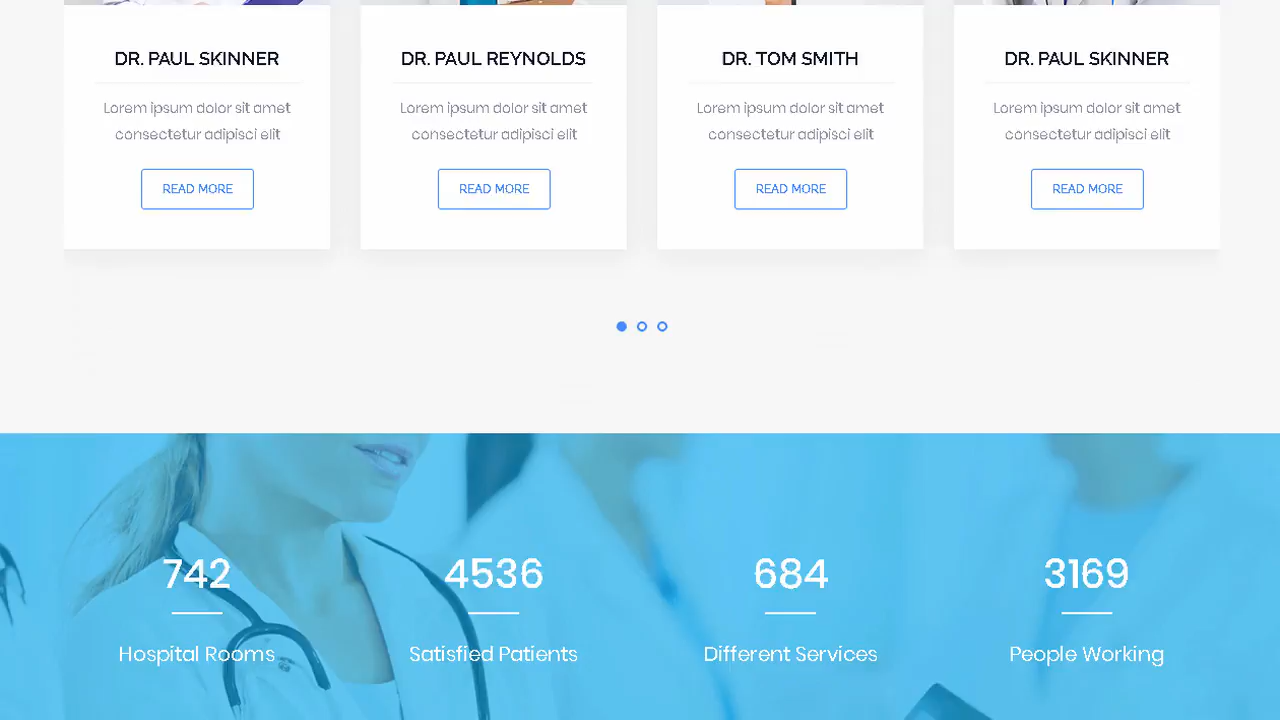 DR. PAUL SKINNER
Lorem ipsum dolor sit amet
consectetur adipisci elit
READ MORE
DR. PAUL REYNOLDS
Lorem ipsum dolor sit amet
consectetur adipisci elit
READ MORE
DR. TOM SMITH
Lorem ipsum dolor sit amet
consectetur adipisci elit
READ MORE
DR. PAUL SKINNER
Lorem ipsum dolor sit amet
consectetur adipisci elit
READ MORE
742
Hospital Rooms
4536
Satisfied Patients
684
Different Services
3169
People Working